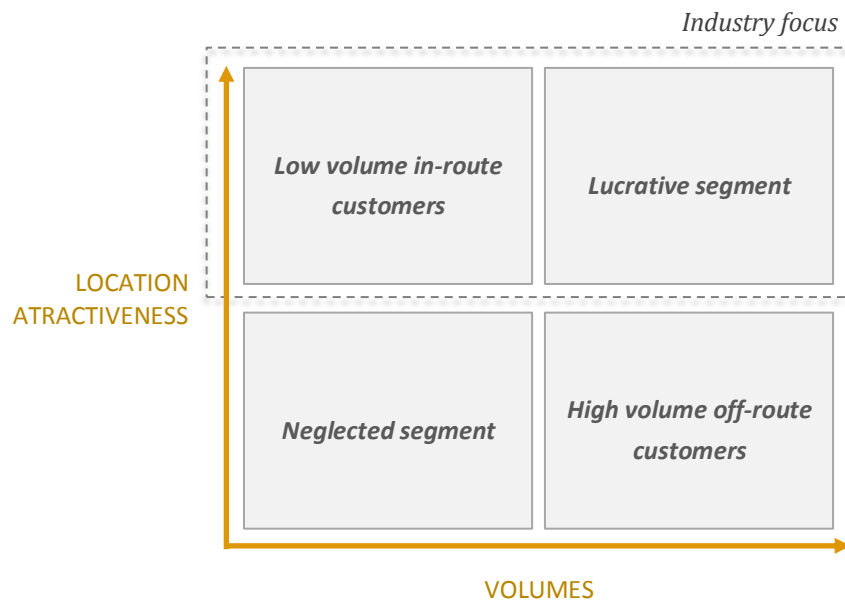 Industry focus
Low volume in-route
customers
Lucrative segment
LOCATION
ATRACTIVENESS
Neglected segment
High volume off-route
customers
VOLUMES